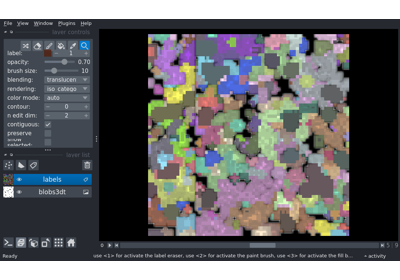 File View Window Plugins Help
layer controls
label: 1
opacity: 0.70
brush size: 10
blending: translucen
rendering: iso_catego
color mode: auto
contour: 0
n edit dim: 2
contiguous:
preserve
selected:
layer list
labels
blobs3dt
Ready
use <1> for activate the label eraser, use <2> for activate the paint brush, use <3> for activate the fill b...
activity